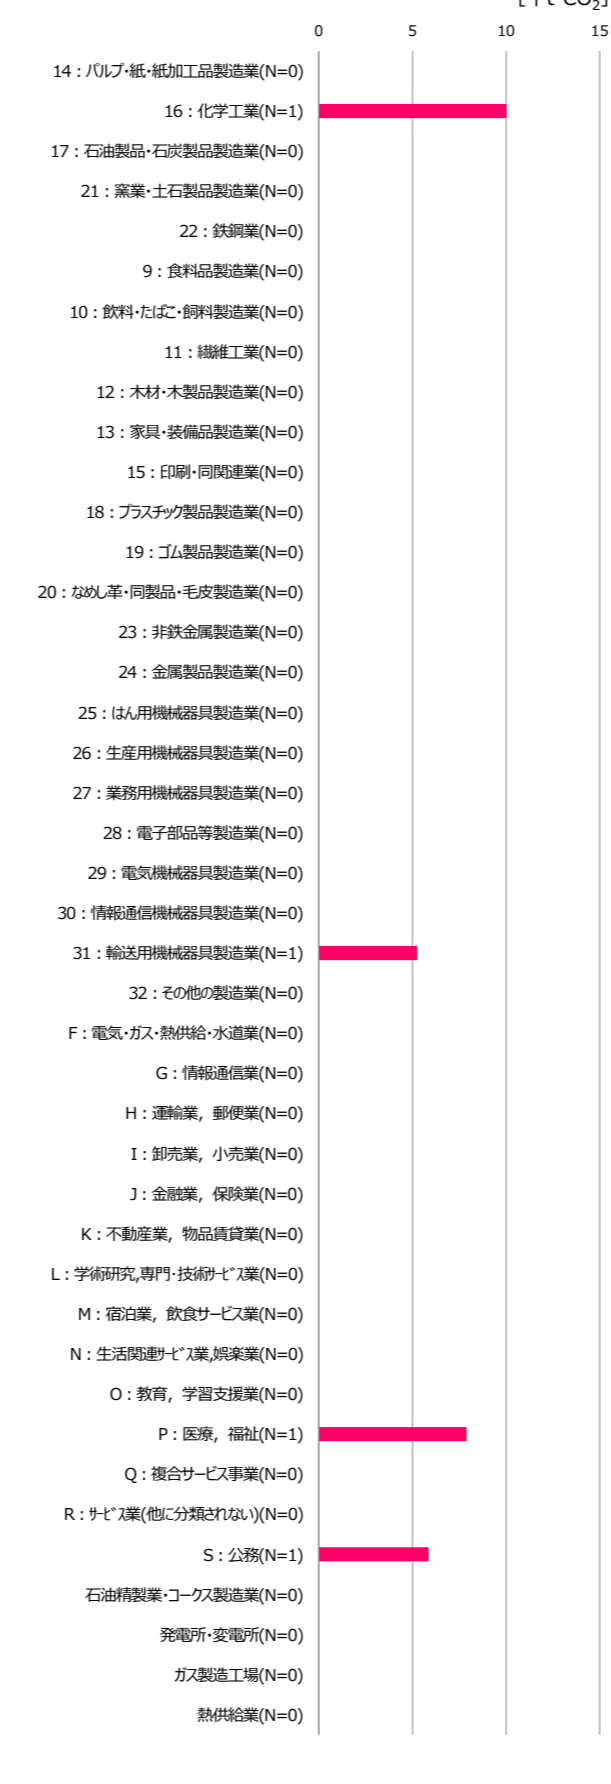 [千t-CO2]
0 5 10 15
14：パルプ・紙・紙加工品製造業(N=0)
16：化学工業(N=1)
17：石油製品・石炭製品製造業(N=0)
21：窯業・土石製品製造業(N=0)
22：鉄鋼業(N=0)
9：食料品製造業(N=0)
10：飲料・たばこ・飼料製造業(N=0)
11：繊維工業(N=0)
12：木材・木製品製造業(N=0)
13：家具・装備品製造業(N=0)
15：印刷・同関連業(N=0)
18：プラスチック製品製造業(N=0)
19：ゴム製品製造業(N=0)
20：なめし革・同製品・毛皮製造業(N=0)
23：非鉄金属製造業(N=0)
24：金属製品製造業(N=0)
25：はん用機械器具製造業(N=0)
26：生産用機械器具製造業(N=0)
27：業務用機械器具製造業(N=0)
28：電子部品等製造業(N=0)
29：電気機械器具製造業(N=0)
30：情報通信機械器具製造業(N=0)
31：輸送用機械器具製造業(N=1)
32：その他の製造業(N=0)
F：電気・ガス・熱供給・水道業(N=0)
G：情報通信業(N=0)
H：運輸業，郵便業(N=0)
I：卸売業，小売業(N=0)
J：金融業，保険業(N=0)
K：不動産業，物品賃貸業(N=0)
L：学術研究,専門・技術ｻｰﾋﾞｽ業(N=0)
M：宿泊業，飲食サービス業(N=0)
N：生活関連ｻｰﾋﾞｽ業,娯楽業(N=0)
O：教育，学習支援業(N=0)
P：医療，福祉(N=1)
Q：複合サービス事業(N=0)
R：ｻｰﾋﾞｽ業(他に分類されない)(N=0)
S：公務(N=1)
石油精製業・コークス製造業(N=0)
発電所・変電所(N=0)
ガス製造工場(N=0)
熱供給業(N=0)